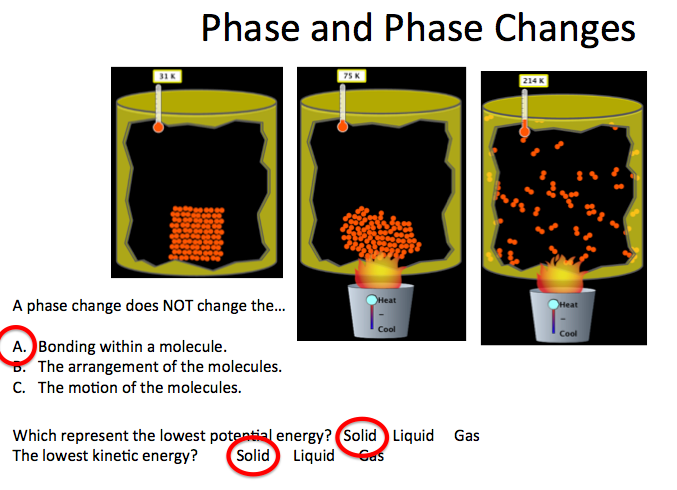 Phase and Phase Changes
31 K
75 K
214 K
Heat
Cool
Heat
Cool
A phase change does NOT change the...
A. Bonding within a molecule.
B. The arrangement of the molecules.
C. The motion of the molecules.
Which represent the lowest potential energy? Solid Liquid Gas
The lowest kinetic energy? Solid Liquid Gas